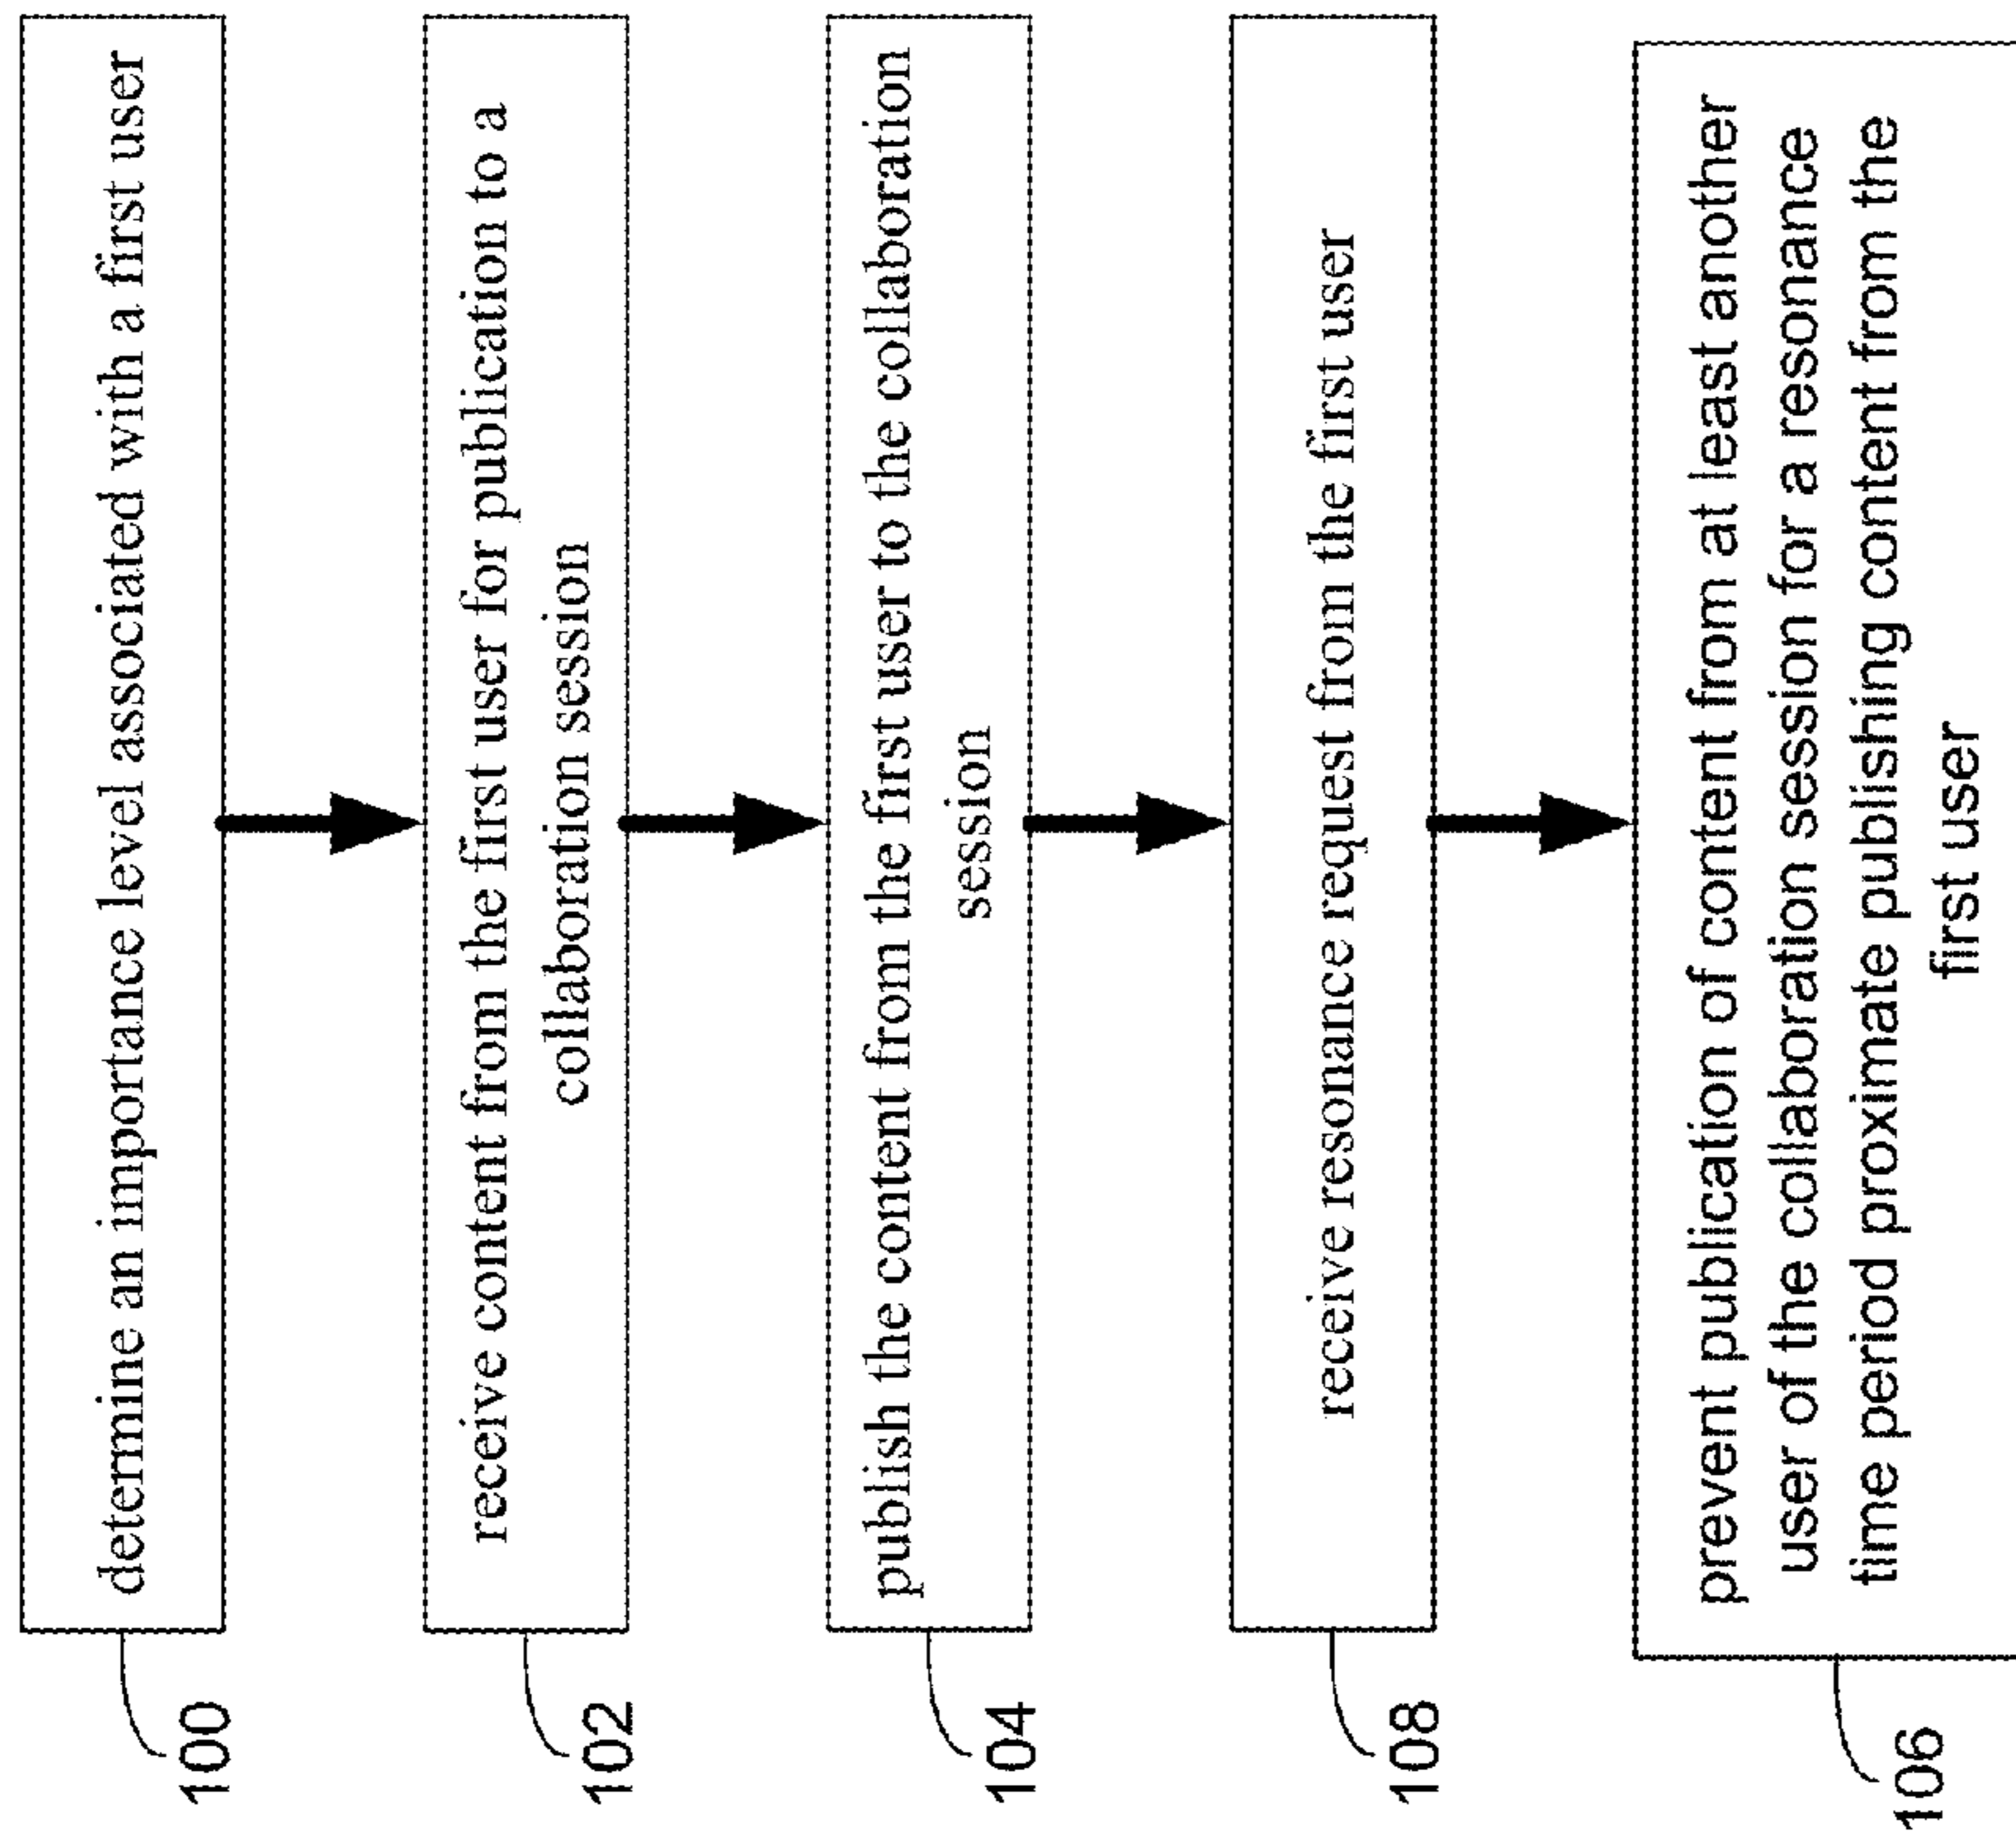 determine an importance level associated with a first user
100
receive content from the first user for publication to a
collaboration session
102
publish the content from the first user to the collaboration
session
104
receive resonance request from the first user
108
prevent publication of content from at least another
user of the collaboration session for a resonance
time period proximate publishing content from the
first user
106